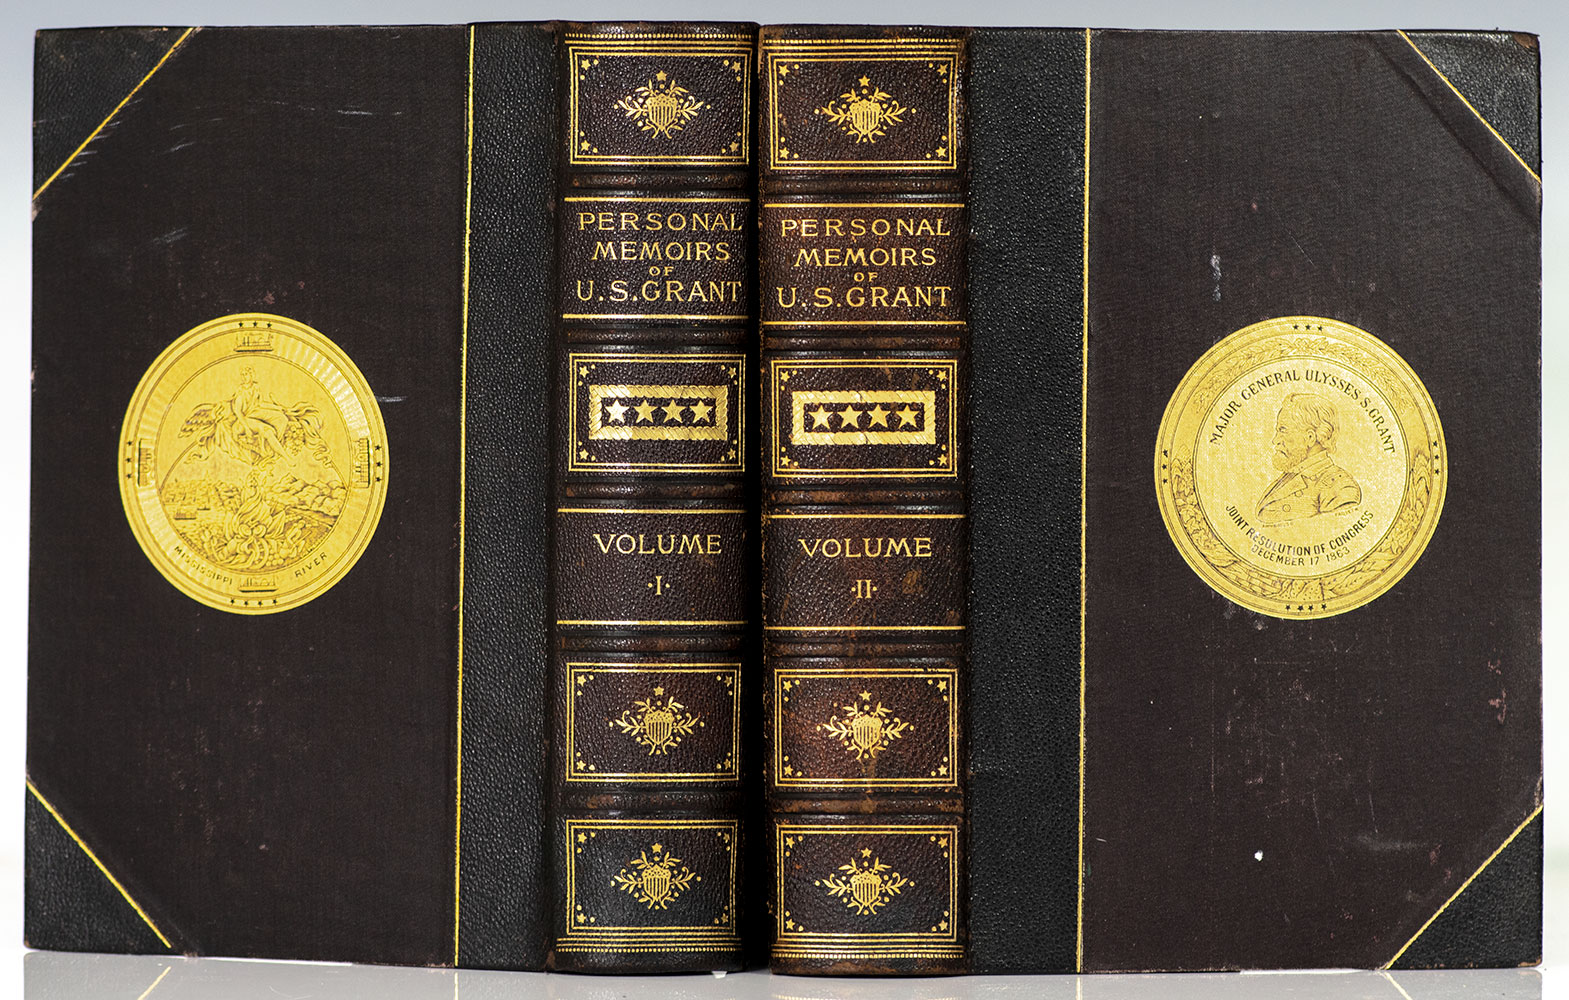 MISSISSIPPI RIVER
PERSONAL
MEMOIRS
OF
U.S.GRANT
VOLUME
·I·
PERSONAL
MEMOIRS
OF
U.S.GRANT
VOLUME
·II·
MAJOR GENERAL ULYSSES S. GRANT
JOINT RESOLUTION OF CONGRESS
DECEMBER 17 1863